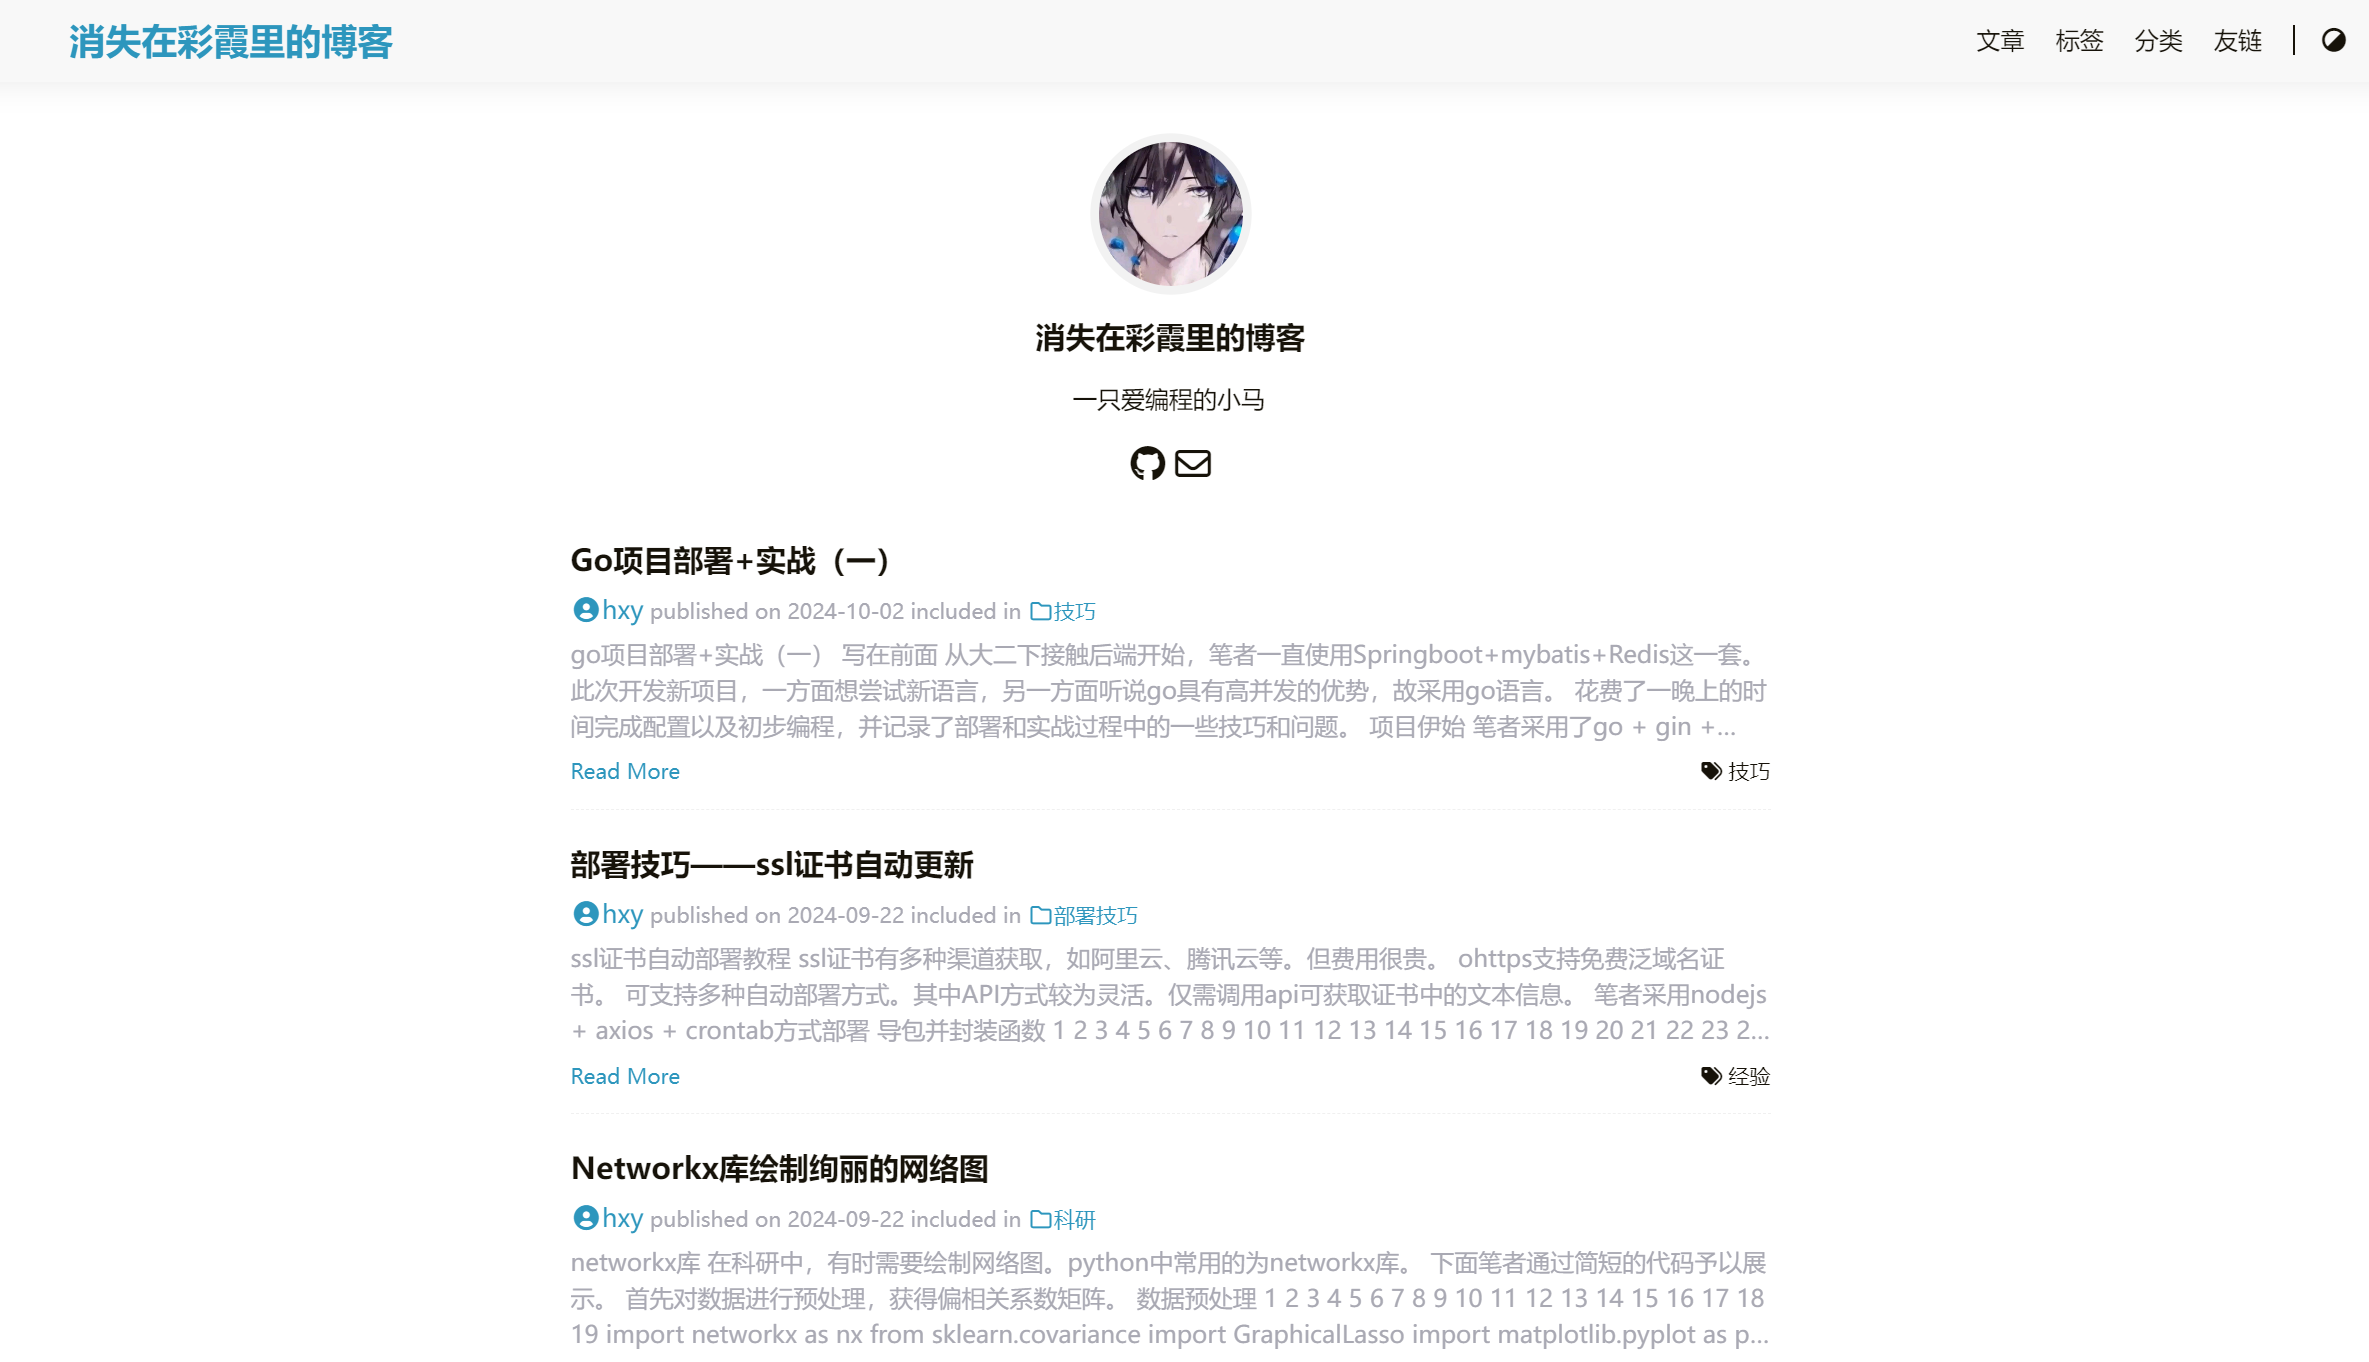 消失在彩霞里的博客
文章 标签 分类 友链
消失在彩霞里的博客
一只爱编程的小马
Go项目部署+实战（一）
hxy published on 2024-10-02 included in 技巧
go项目部署+实战（一） 写在前面 从大二下接触后端开始，笔者一直使用Springboot+mybatis+Redis这一套。
此次开发新项目，一方面想尝试新语言，另一方面听说go具有高并发的优势，故采用go语言。 花费了一晚上的时
间完成配置以及初步编程，并记录了部署和实战过程中的一些技巧和问题。 项目伊始 笔者采用了go + gin +...
Read More 技巧
部署技巧——ssl证书自动更新
hxy published on 2024-09-22 included in 部署技巧
ssl证书自动部署教程 ssl证书有多种渠道获取，如阿里云、腾讯云等。但费用很贵。 ohttps支持免费泛域名证
书。 可支持多种自动部署方式。其中API方式较为灵活。仅需调用api可获取证书中的文本信息。 笔者采用nodejs
+ axios + crontab方式部署 导包并封装函数 1 2 3 4 5 6 7 8 9 10 11 12 13 14 15 16 17 18 19 20 21 22 23 2...
Read More 经验
Networkx库绘制绚丽的网络图
hxy published on 2024-09-22 included in 科研
networkx库 在科研中，有时需要绘制网络图。python中常用的为networkx库。 下面笔者通过简短的代码予以展
示。 首先对数据进行预处理，获得偏相关系数矩阵。 数据预处理 1 2 3 4 5 6 7 8 9 10 11 12 13 14 15 16 17 18
19 import networkx as nx from sklearn.covariance import GraphicalLasso import matplotlib.pyplot as p...